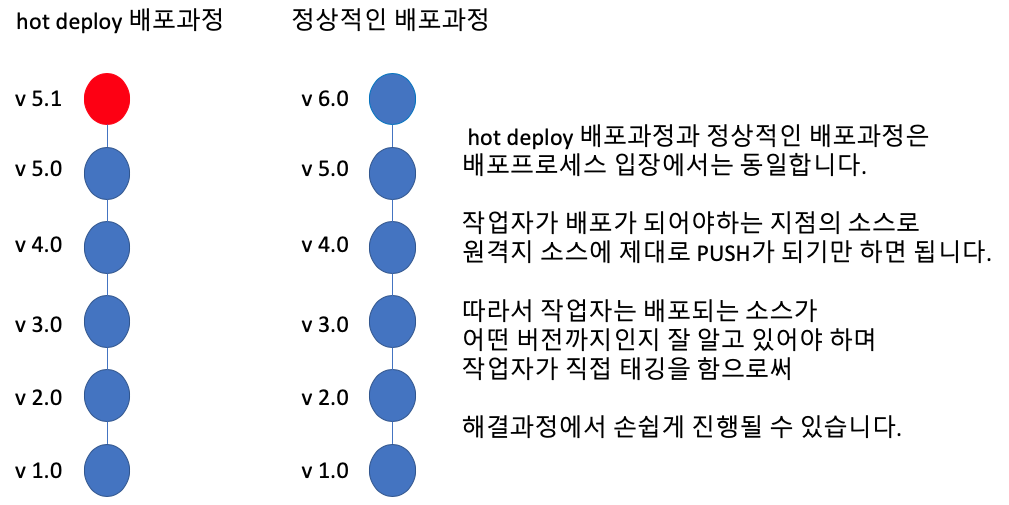 hot deploy 배포과정
정상적인 배포과정
v 5.1
v 5.0
v 4.0
v 3.0
v 2.0
v 1.0
v 6.0
v 5.0
v 4.0
v 3.0
v 2.0
v 1.0
hot deploy 배포과정과 정상적인 배포과정은
배포프로세스 입장에서는 동일합니다.
작업자가 배포가 되어야하는 지점의 소스로
원격지 소스에 제대로 PUSH가 되기만 하면 됩니다.
따라서 작업자는 배포되는 소스가
어떤 버전까지인지 잘 알고 있어야 하며
작업자가 직접 태깅을 함으로써
해결과정에서 손쉽게 진행될 수 있습니다.